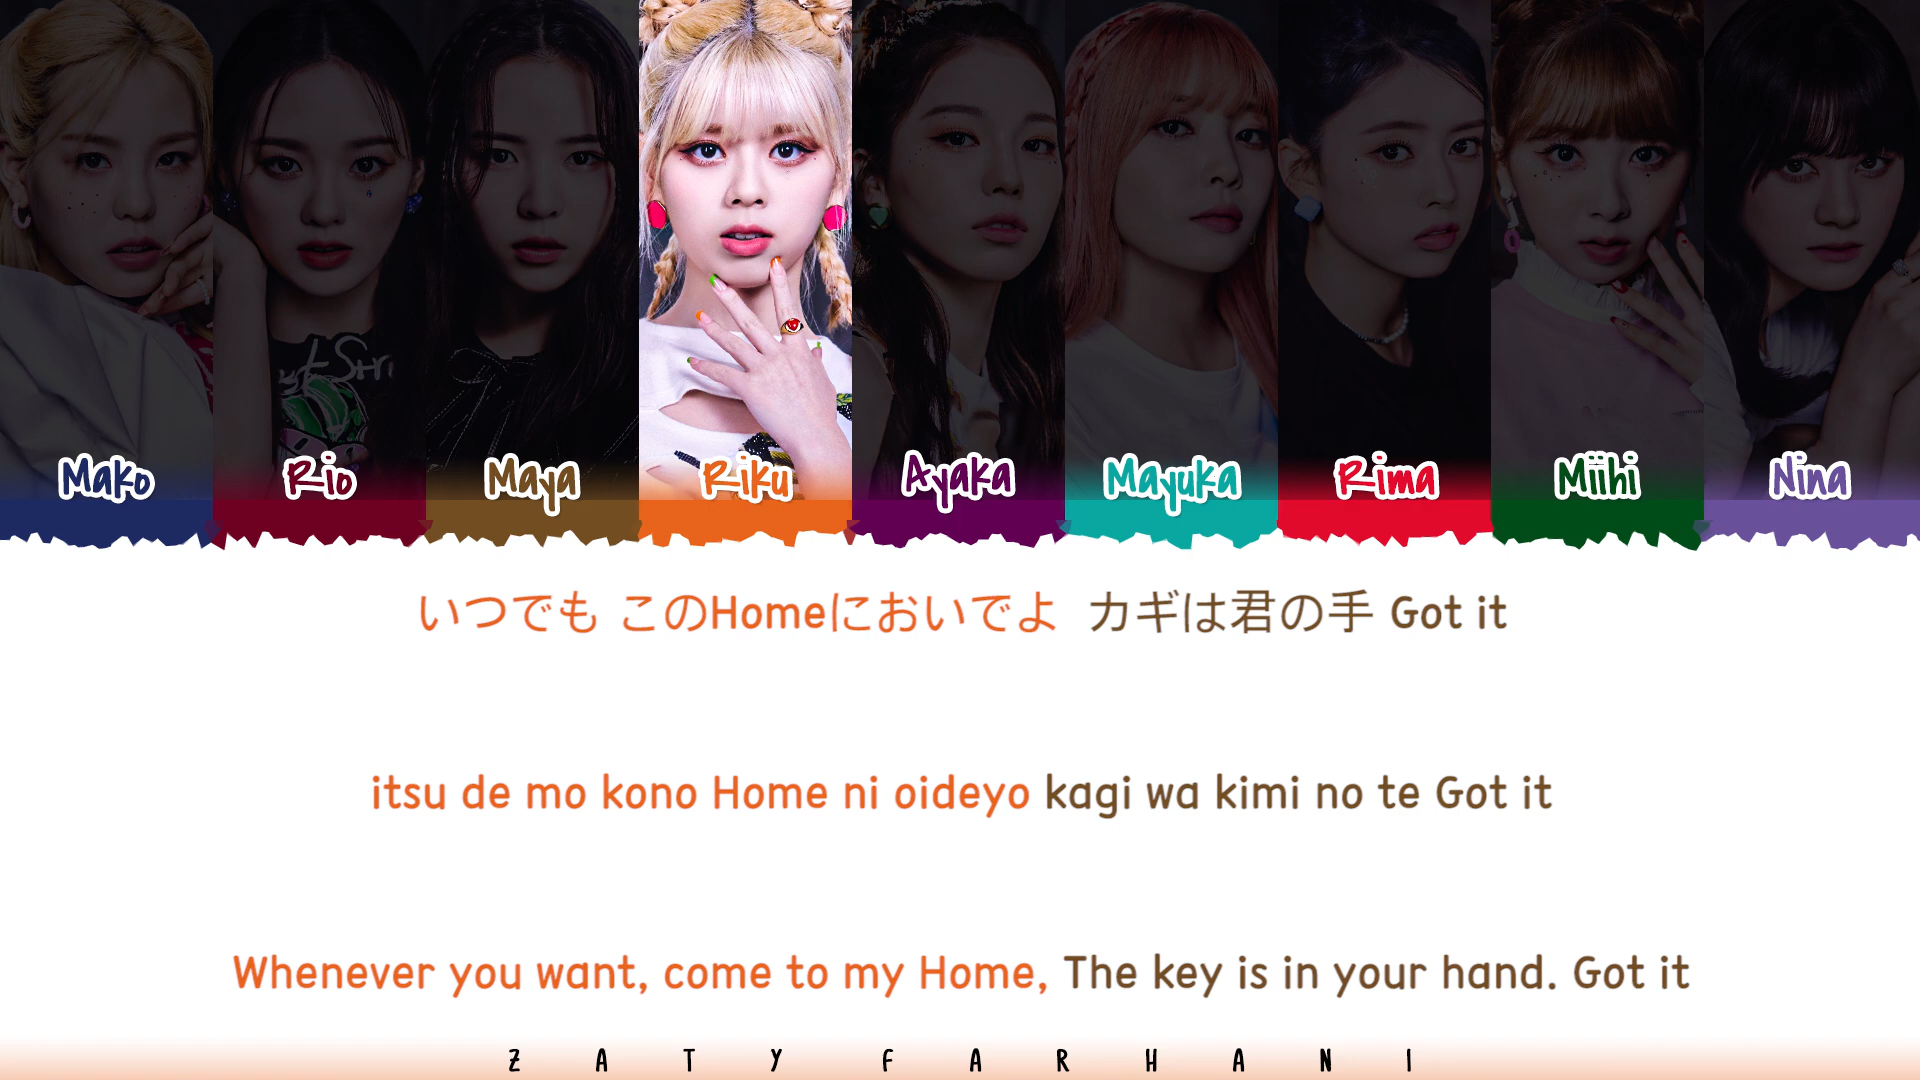 Mako Rio Maya Riku Ayaka Mayuka Rima Miihi Nina
いつでも このHomeにおいでよ カギは君の手 Got it
itsu de mo kono Home ni oideyo kagi wa kimi no te Got it
Whenever you want, come to my Home, The key is in your hand. Got it
ZATY FARHANI